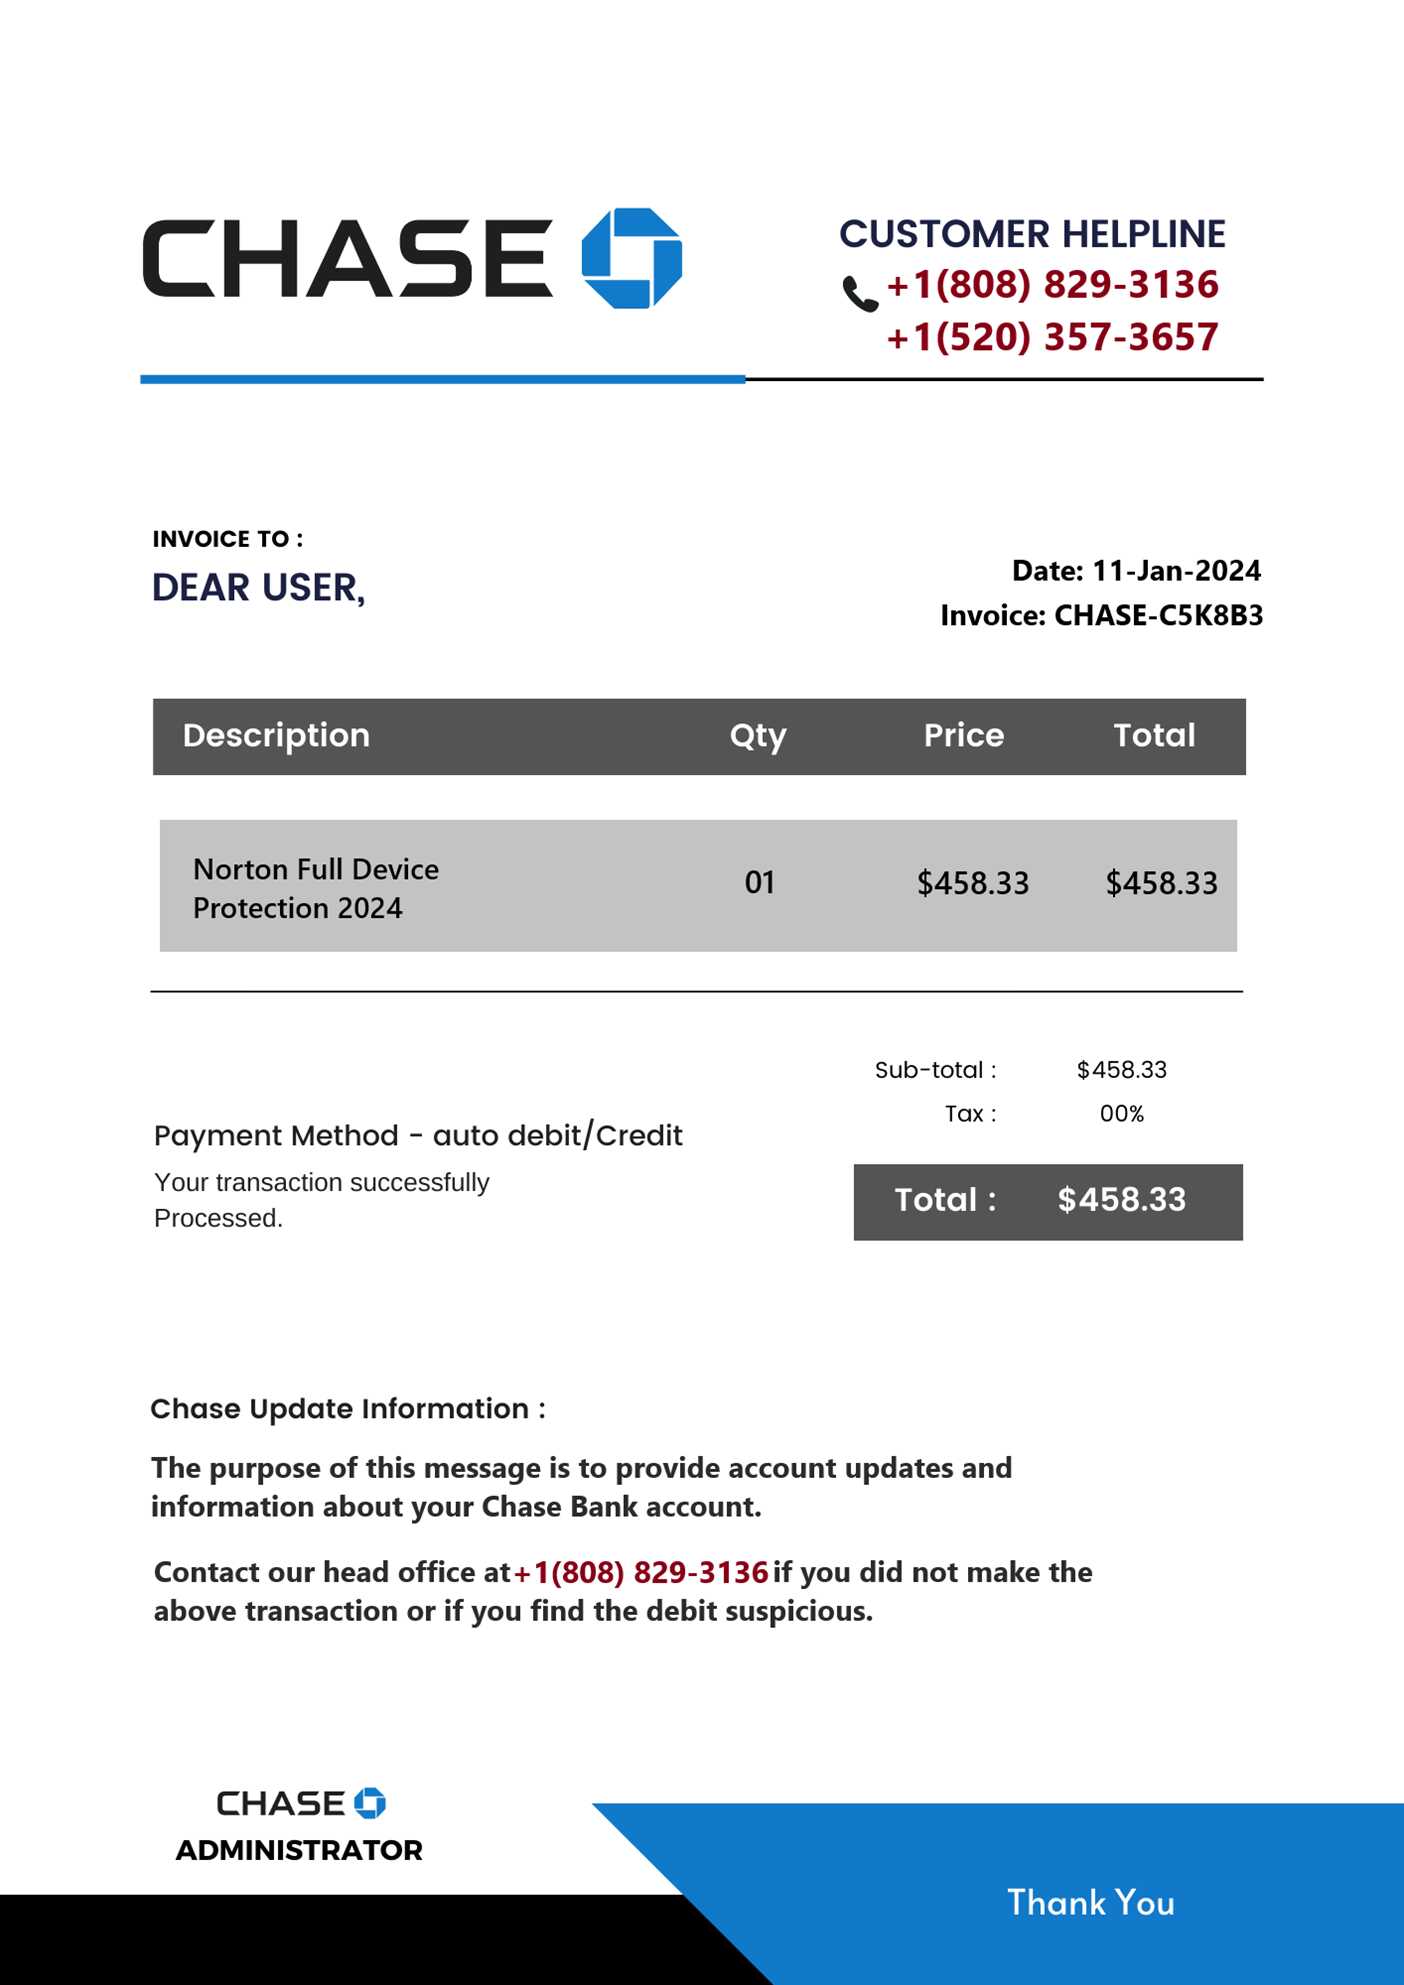 CHASE
CUSTOMER HELPLINE
+1(808) 829-3136
+1(520) 357-3657
INVOICE TO :
DEAR USER,
Date: 11-Jan-2024
Invoice: CHASE-C5K8B3
Description Qty Price Total
Norton Full Device
Protection 2024
01 $458.33 $458.33
Sub-total : $458.33
Tax : 00%
Payment Method - auto debit/Credit
Your transaction successfully
Processed.
Total : $458.33
Chase Update Information :
The purpose of this message is to provide account updates and
information about your Chase Bank account.
Contact our head office at +1(808) 829-3136 if you did not make the
above transaction or if you find the debit suspicious.
CHASE
ADMINISTRATOR
Thank You